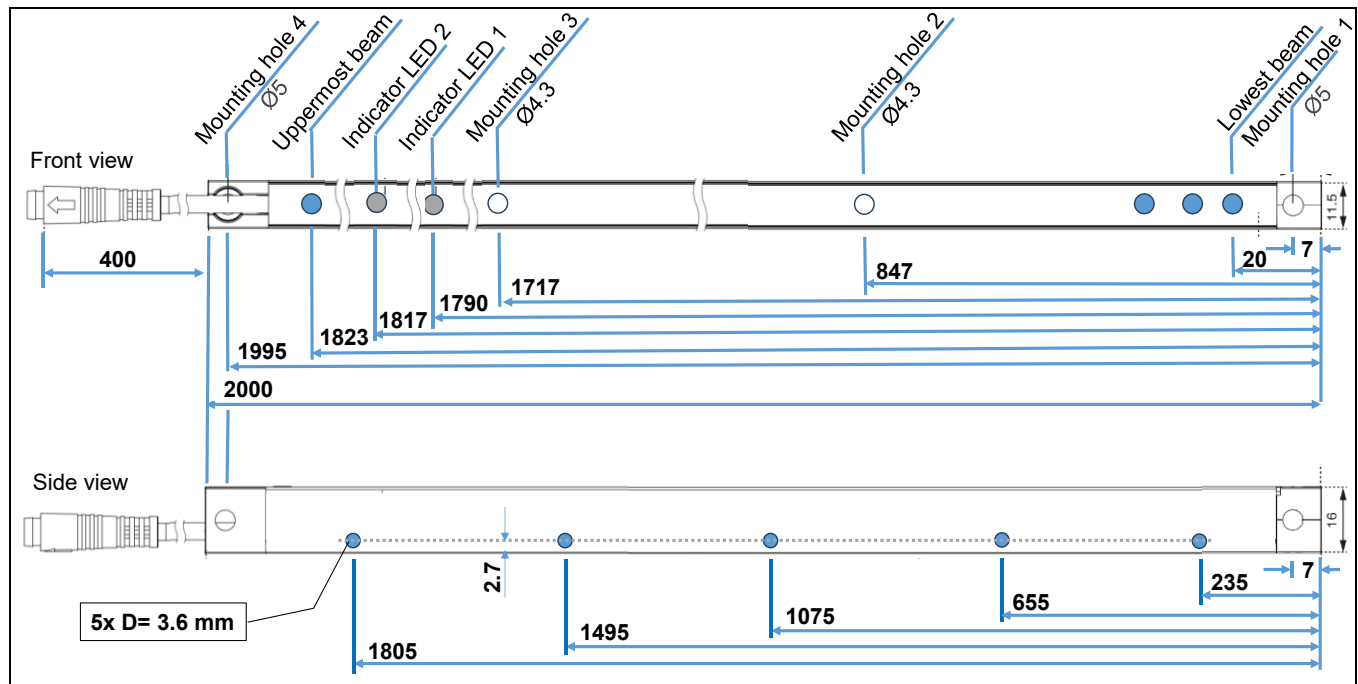 Mounting hole 4
Ø5
Uppermost beam
Indicator LED 2
Indicator LED 1
Mounting hole 3
Ø4.3
Mounting hole 2
Ø4.3
Lowest beam
Mounting hole 1
Ø5
Front view
11.5
400
7
20
847
1717
1790
1817
1823
1995
2000
Side view
16
2.7
7
235
5x D= 3.6 mm
655
1075
1495
1805